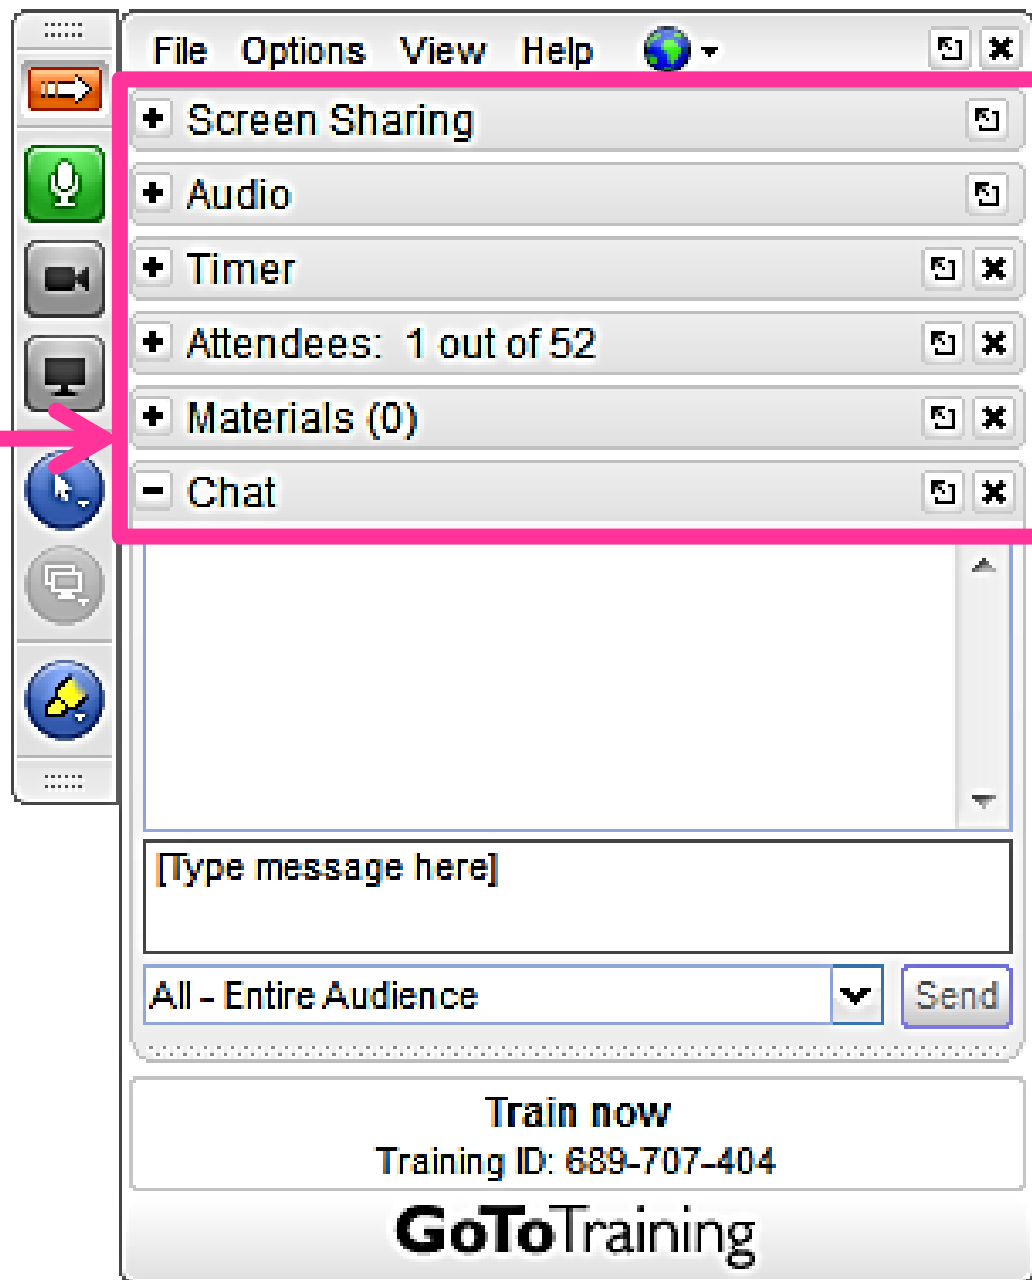 File Options View Help
Screen Sharing
Audio
Timer
Attendees: 1 out of 52
Materials (0)
Chat
[Type message here]
All - Entire Audience Send
Train now
Training ID: 689-707-404
GoToTraining